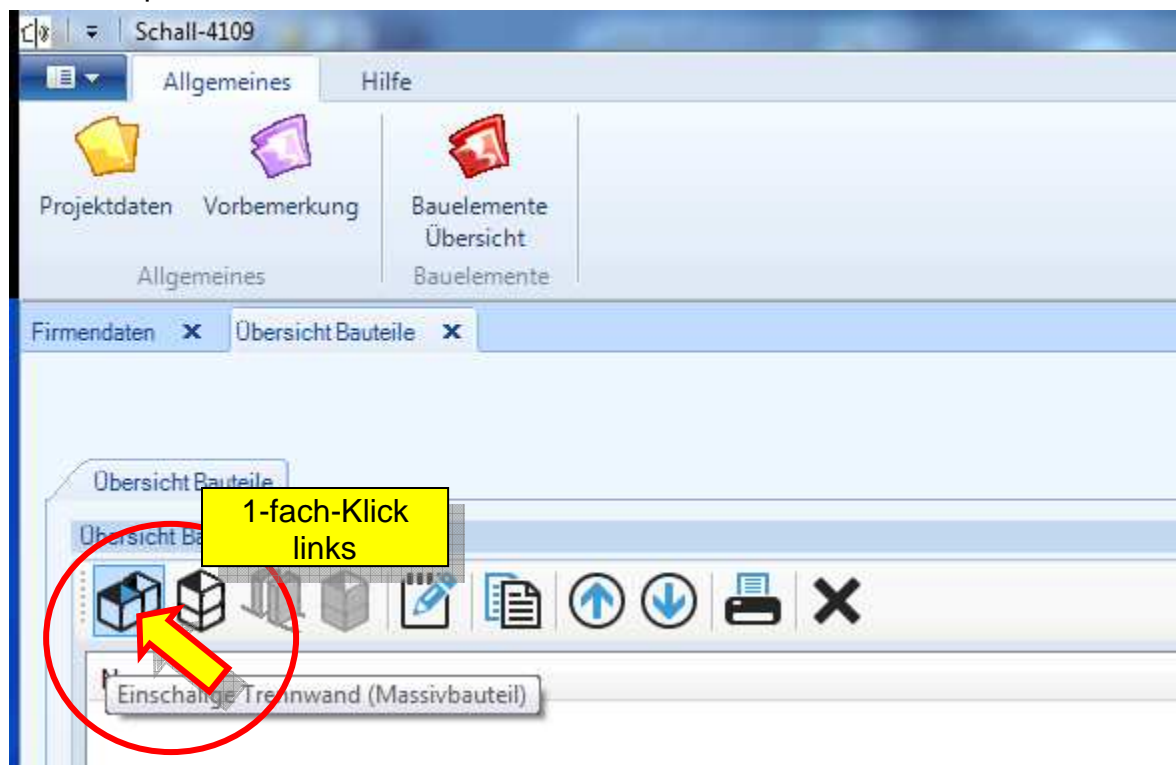 Schall-4109
Allgemeines Hilfe
Projektdaten Vorbemerkung Bauelemente
Übersicht
Allgemeines Bauelemente
Firmendaten Übersicht Bauteile
Übersicht Bauteile
1-fach-Klick
links
Übersicht
Einschalige Trennwand (Massivbauteil)